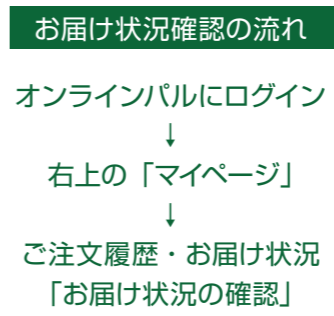 お届け状況確認の流れ
オンラインパルにログイン
↓
右上の「マイページ」
↓
ご注文履歴・お届け状況
「お届け状況の確認」